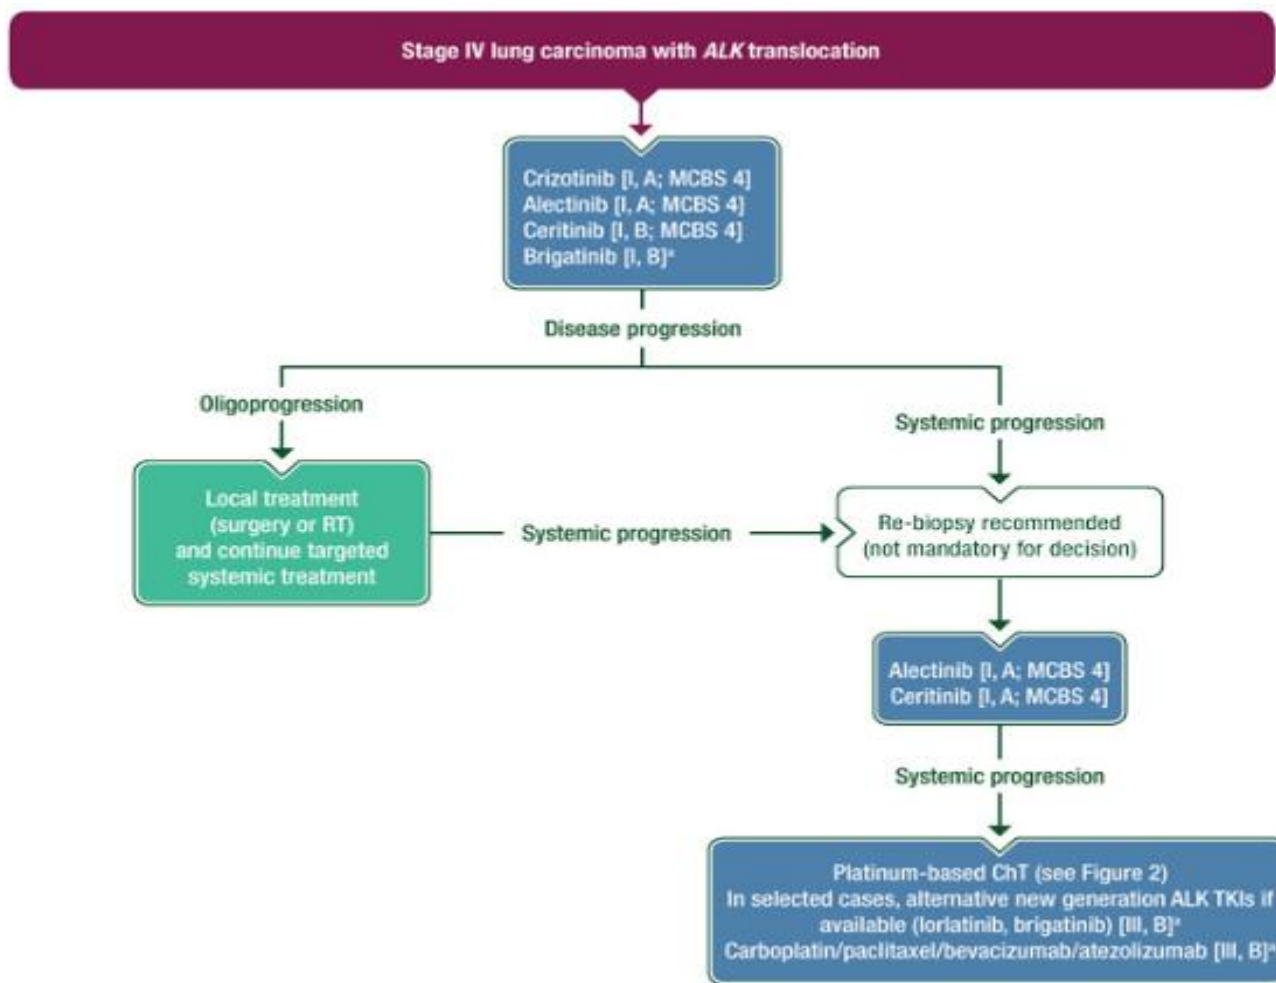 Stage IV lung carcinoma with ALK translocation
Crizotinib [I, A; MCBS 4]
Alectinib [I, A; MCBS 4]
Ceritinib [I, B; MCBS 4]
Brigatinib [I, B]ᵃ
Disease progression
Oligoprogression
Systemic progression
Local treatment
(surgery or RT)
and continue targeted
systemic treatment
Systemic progression
Re-biopsy recommended
(not mandatory for decision)
Alectinib [I, A; MCBS 4]
Ceritinib [I, A; MCBS 4]
Systemic progression
Platinum-based ChT (see Figure 2)
In selected cases, alternative new generation ALK TKIs if
available (lorlatinib, brigatinib) [III, B]ᵃ
Carboplatin/paclitaxel/bevacizumab/atezolizumab [III, B]ᵃ